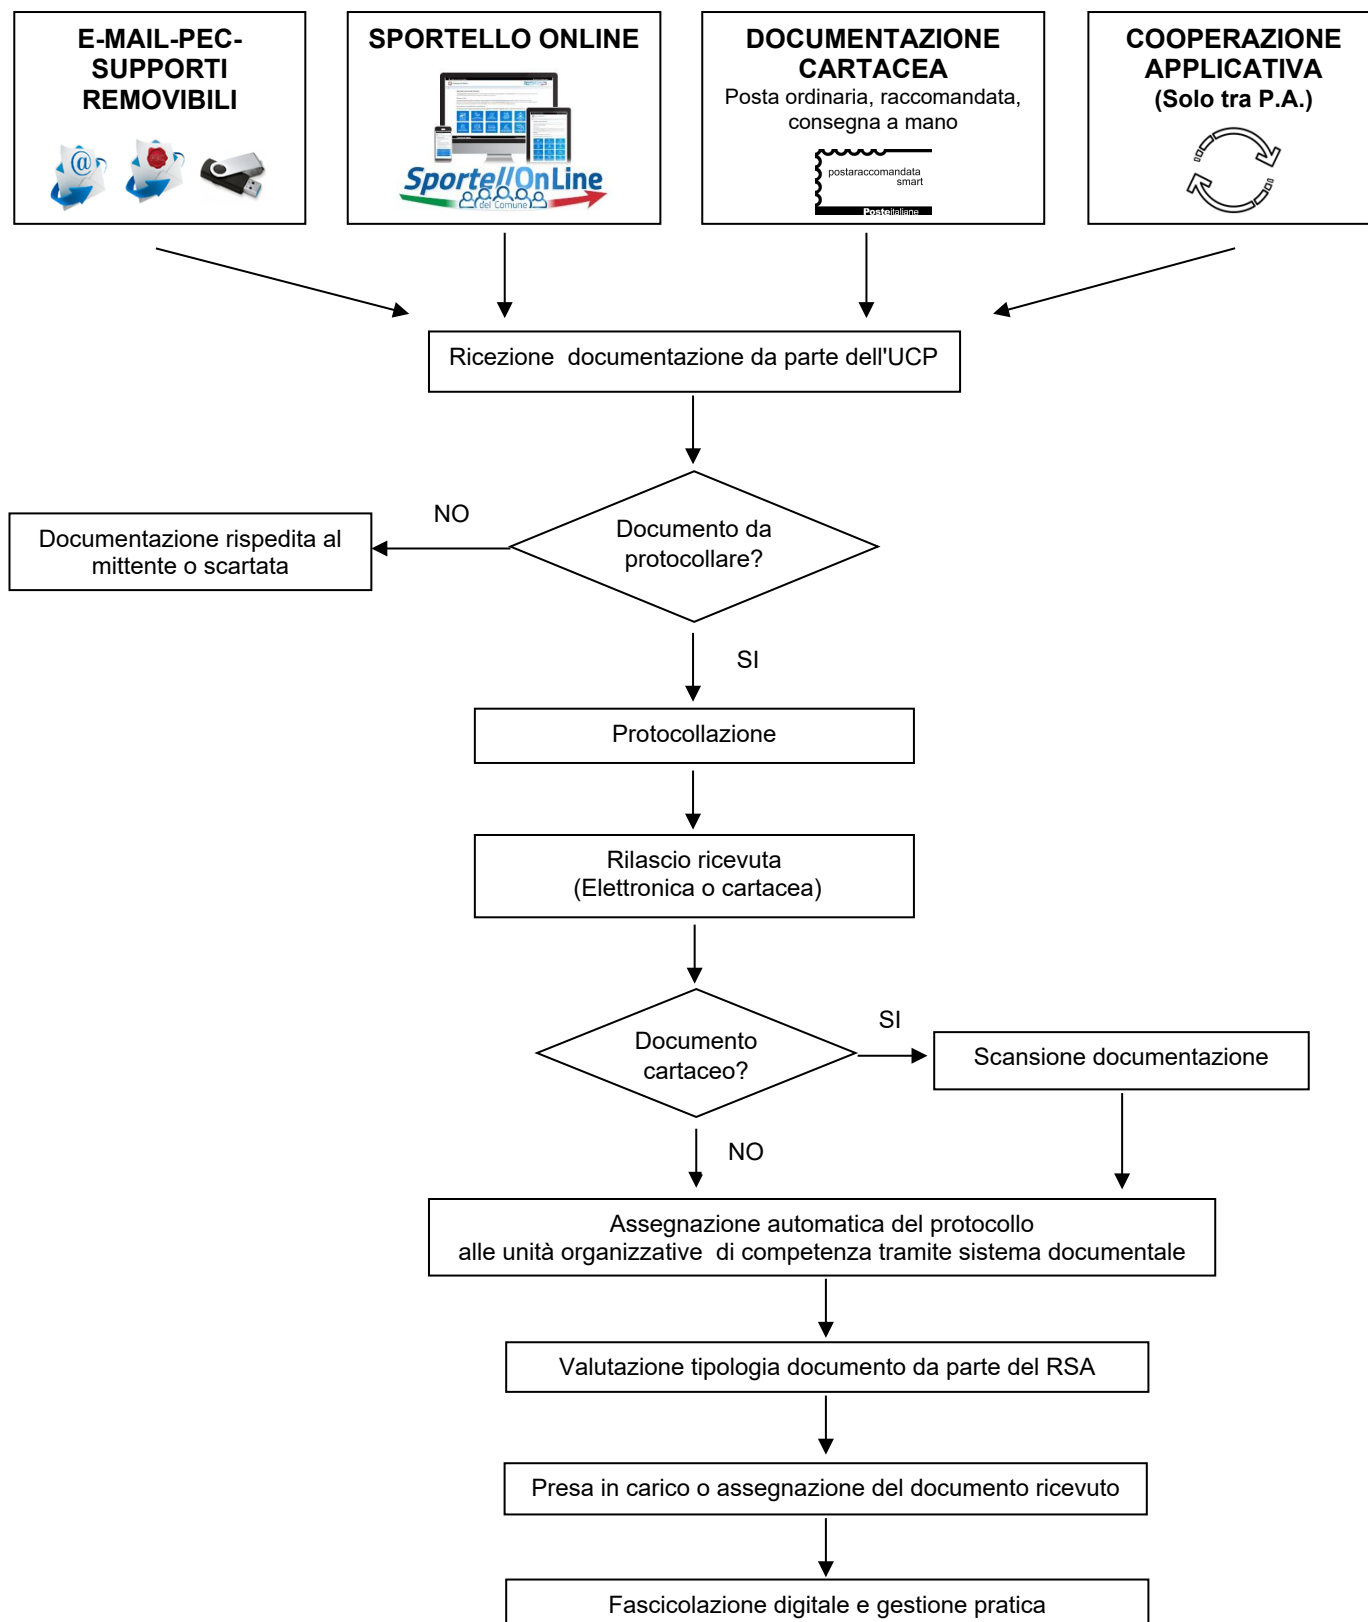 E-MAIL-PEC-
SUPPORTI
REMOVIBILI
@
SPORTELLO ONLINE
SportellOnLine
del Comune
DOCUMENTAZIONE
CARTACEA
Posta ordinaria, raccomandata,
consegna a mano
postaraccomandata
smart
Posteitaliane
COOPERAZIONE
APPLICATIVA
(Solo tra P.A.)
Ricezione documentazione da parte dell'UCP
NO
Documento da
protocollare?
Documentazione rispedita al
mittente o scartata
SI
Protocollazione
Rilascio ricevuta
(Elettronica o cartacea)
Documento
cartaceo?
SI
Scansione documentazione
NO
Assegnazione automatica del protocollo
alle unità organizzative di competenza tramite sistema documentale
Valutazione tipologia documento da parte del RSA
Presa in carico o assegnazione del documento ricevuto
Fascicolazione digitale e gestione pratica